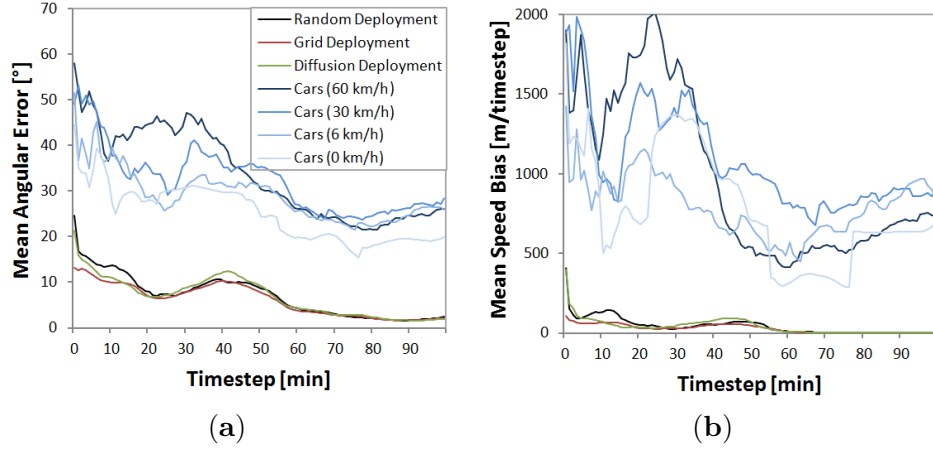 70
60
50
40
30
20
10
0
Mean Angular Error [°]
Random Deployment
Grid Deployment
Diffusion Deployment
Cars (60 km/h)
Cars (30 km/h)
Cars (6 km/h)
Cars (0 km/h)
0 10 20 30 40 50 60 70 80 90
Timestep [min]
(a)
2000
1500
1000
500
0
Mean Speed Bias [m/timestep]
0 10 20 30 40 50 60 70 80 90
Timestep [min]
(b)